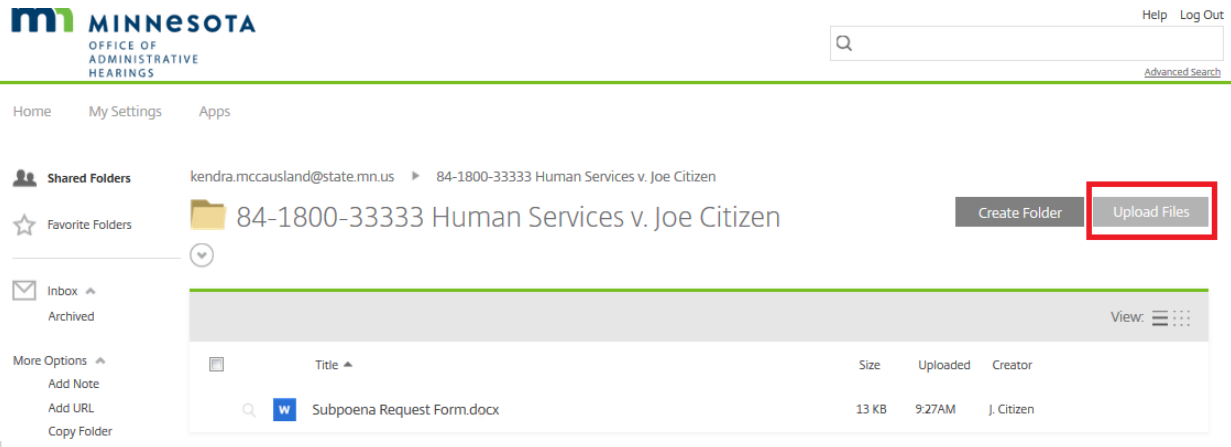 MINNESOTA
OFFICE OF
ADMINISTRATIVE
HEARINGS
Help Log Out
Advanced Search
Home My Settings Apps
Shared Folders
Favorite Folders
Inbox
Archived
More Options
Add Note
Add URL
Copy Folder
kendra.mccausland@state.mn.us 84-1800-33333 Human Services v. Joe Citizen
84-1800-33333 Human Services v. Joe Citizen
Create Folder Upload Files
View:
Title Size Uploaded Creator
W Subpoena Request Form.docx 13 KB 9:27AM J. Citizen